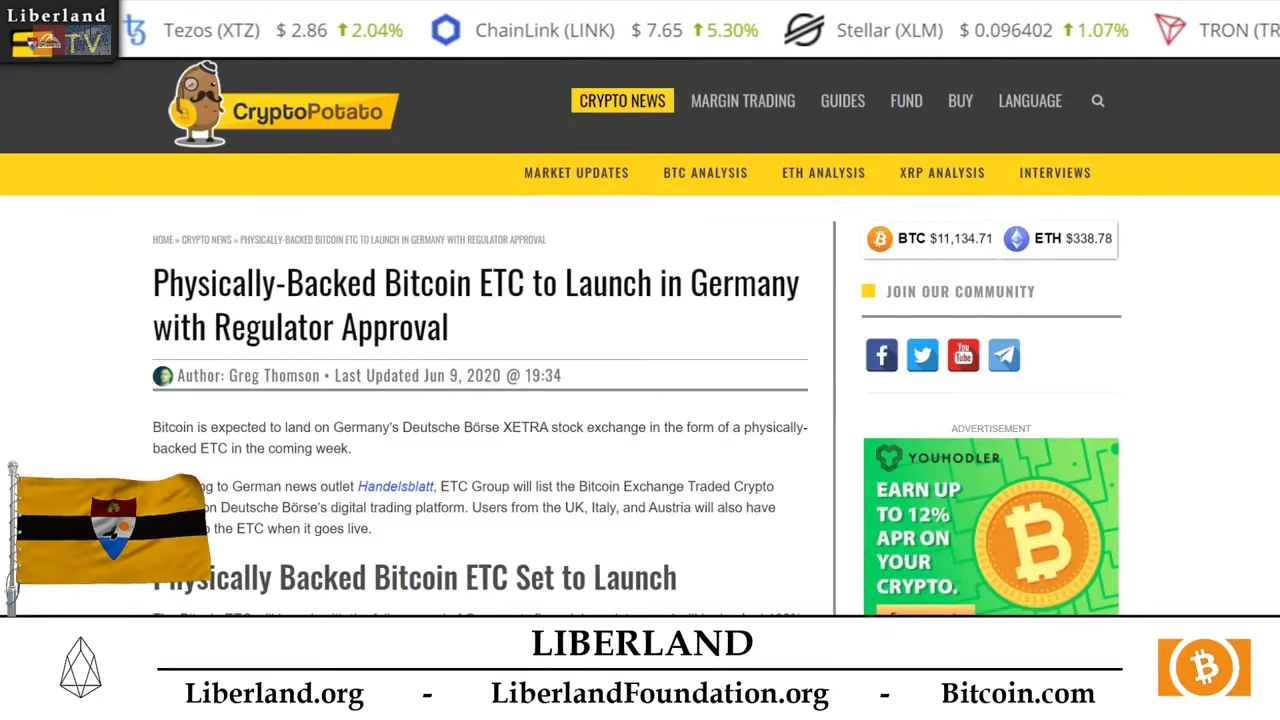 Liberland
TV
Tezos (XTZ) $ 2.86 2.04% ChainLink (LINK) $ 7.65 5.30% Stellar (XLM) $ 0.096402 1.07% TRON (TR
CryptoPotato
CRYPTO NEWS MARGIN TRADING GUIDES FUND BUY LANGUAGE
MARKET UPDATES BTC ANALYSIS ETH ANALYSIS XRP ANALYSIS INTERVIEWS
HOME » CRYPTO NEWS » PHYSICALLY-BACKED BITCOIN ETC TO LAUNCH IN GERMANY WITH REGULATOR APPROVAL
Physically-Backed Bitcoin ETC to Launch in Germany
with Regulator Approval
Author: Greg Thomson • Last Updated Jun 9, 2020 @ 19:34
Bitcoin is expected to land on Germany's Deutsche Börse XETRA stock exchange in the form of a physically-
backed ETC in the coming week.
to German news outlet Handelsblatt, ETC Group will list the Bitcoin Exchange Traded Crypto
on Deutsche Börse's digital trading platform. Users from the UK, Italy, and Austria will also have
the ETC when it goes live.
Physically Backed Bitcoin ETC Set to Launch
BTC $11,134.71 ETH $338.78
JOIN OUR COMMUNITY
You
Tube
ADVERTISEMENT
YOUHODLER
EARN UP
TO 12%
APR ON
YOUR
CRYPTO.
LIBERLAND
Liberland.org - LiberlandFoundation.org - Bitcoin.com